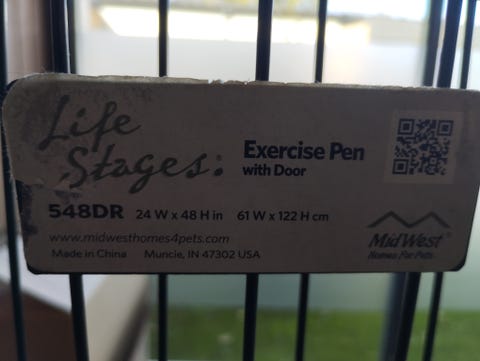 Life
Stages®
Exercise Pen
with Door
548DR 24 W x 48 H in 61 W x 122 H cm
www.midwesthomes4pets.com
Made in China Muncie, IN 47302 USA
MidWest®
Homes For Pets